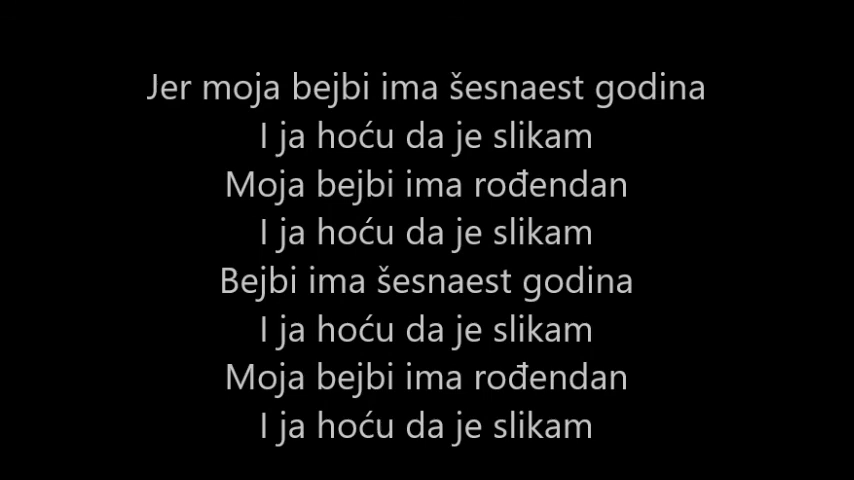 Jer moja bejbi ima šesnaest godina
I ja hoću da je slikam
Moja bejbi ima rođendan
I ja hoću da je slikam
Bejbi ima šesnaest godina
I ja hoću da je slikam
Moja bejbi ima rođendan
I ja hoću da je slikam